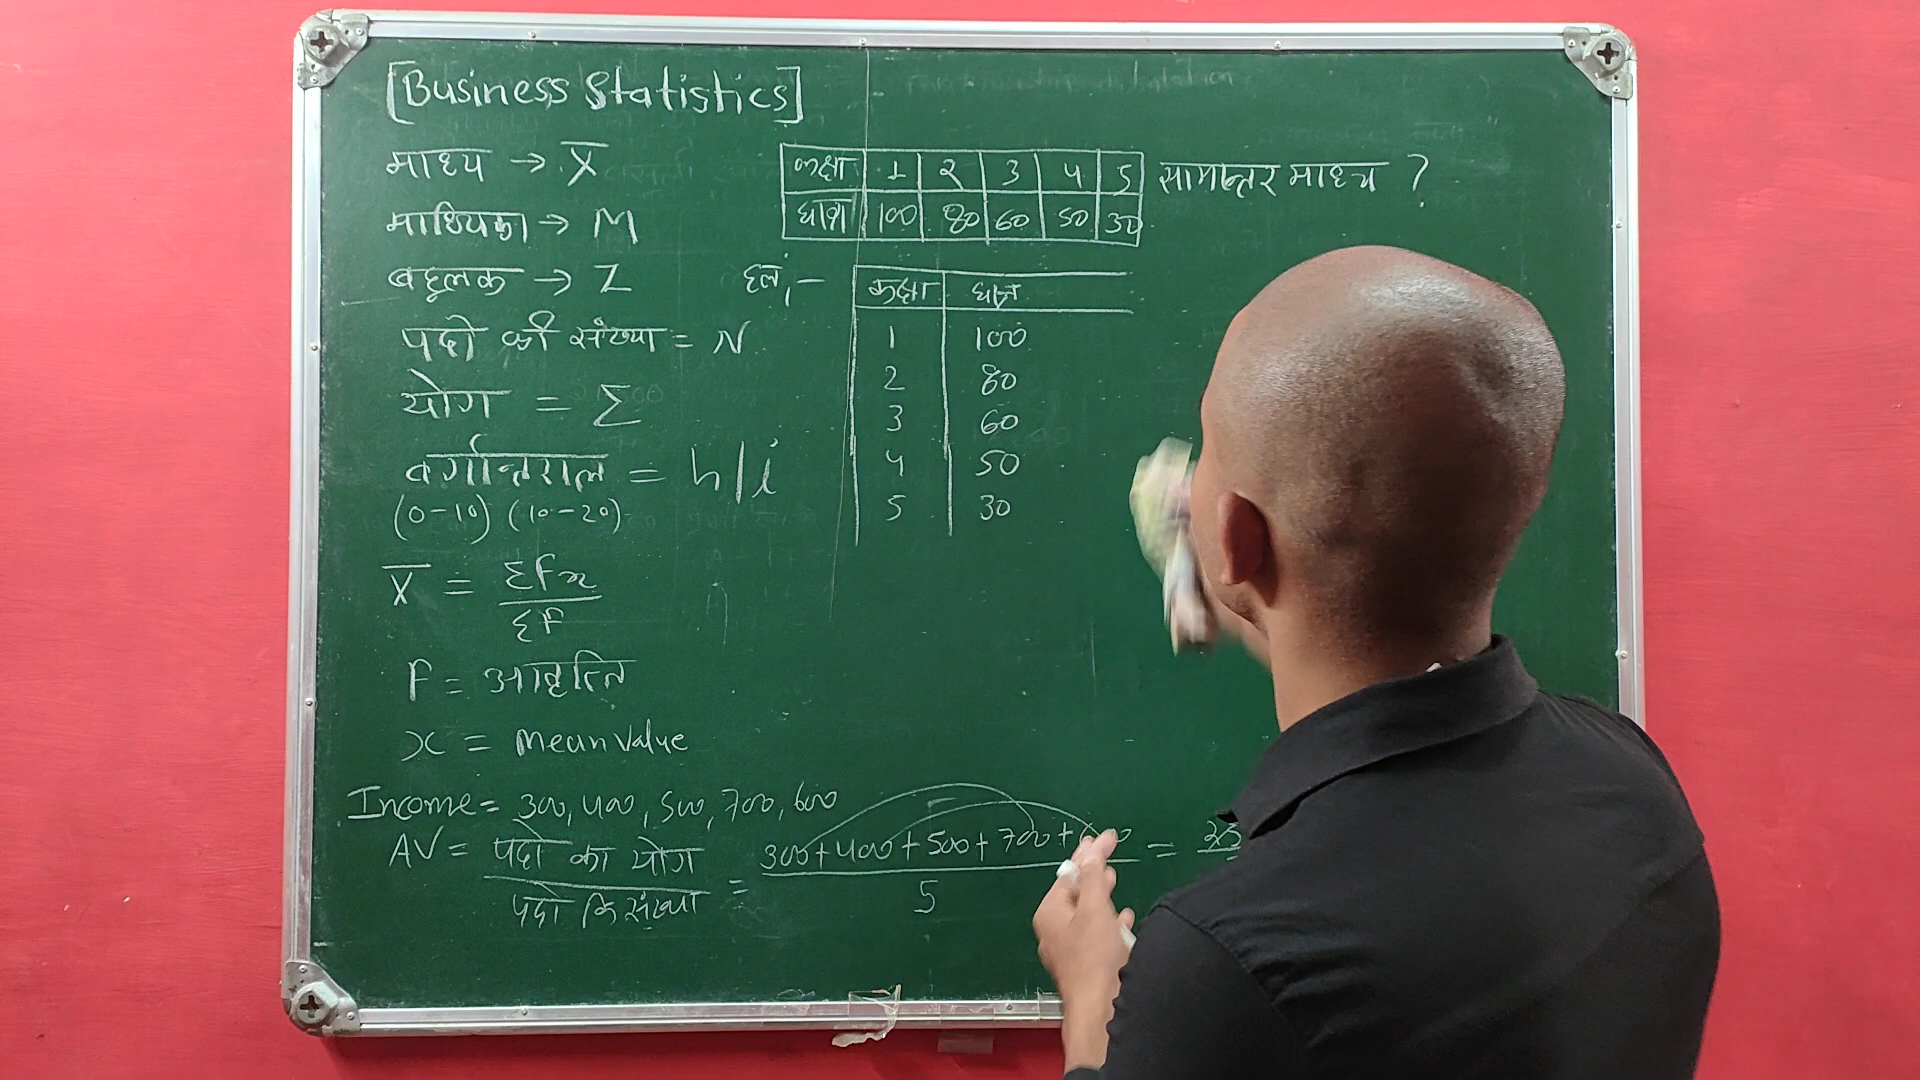 [Business Statistics]
माध्य → X̅
माध्यिका → M
बहूलक → Z
पदो की संख्या = N
योग = Σ
वर्गान्तराल = h/i
(0-10) (10-20)
X̅ = ΣFx / ΣF
F = आवृत्ति
x = Mean Value
कक्षा 1 2 3 4 5 सामान्तर माध्य ?
छात्र 100 80 60 50 30
हल:-
कक्षा छात्र
1 100
2 80
3 60
4 50
5 30
Income = 300, 400, 500, 700, 600
AV = पदो का योग / पदो कि संख्या = 300+400+500+700+ / 5 =